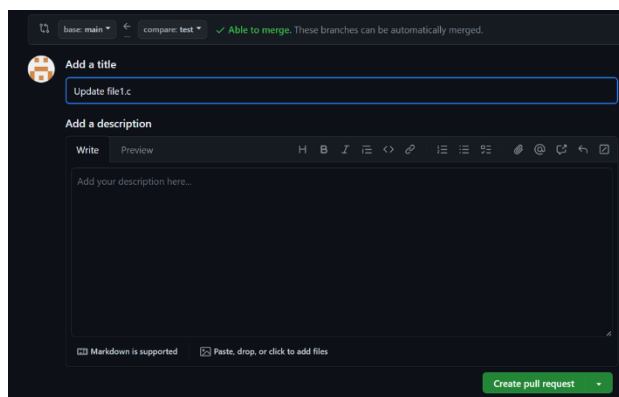 base: main compare: test Able to merge. These branches can be automatically merged.
Add a title
Update file1.c
Add a description
Write Preview H B I
Add your description here...
Markdown is supported Paste, drop, or click to add files
Create pull request